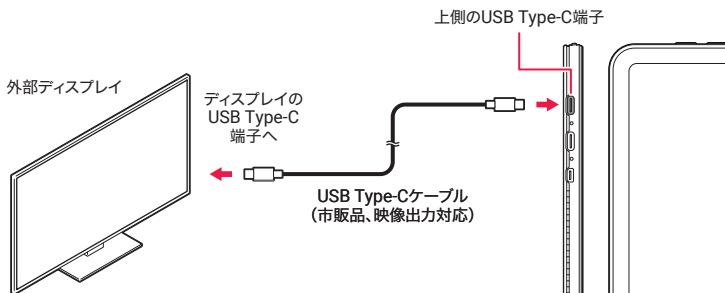 上側のUSB Type-C端子
外部ディスプレイ
ディスプレイの
USB Type-C
端子へ
USB Type-Cケーブル
(市販品、映像出力対応)